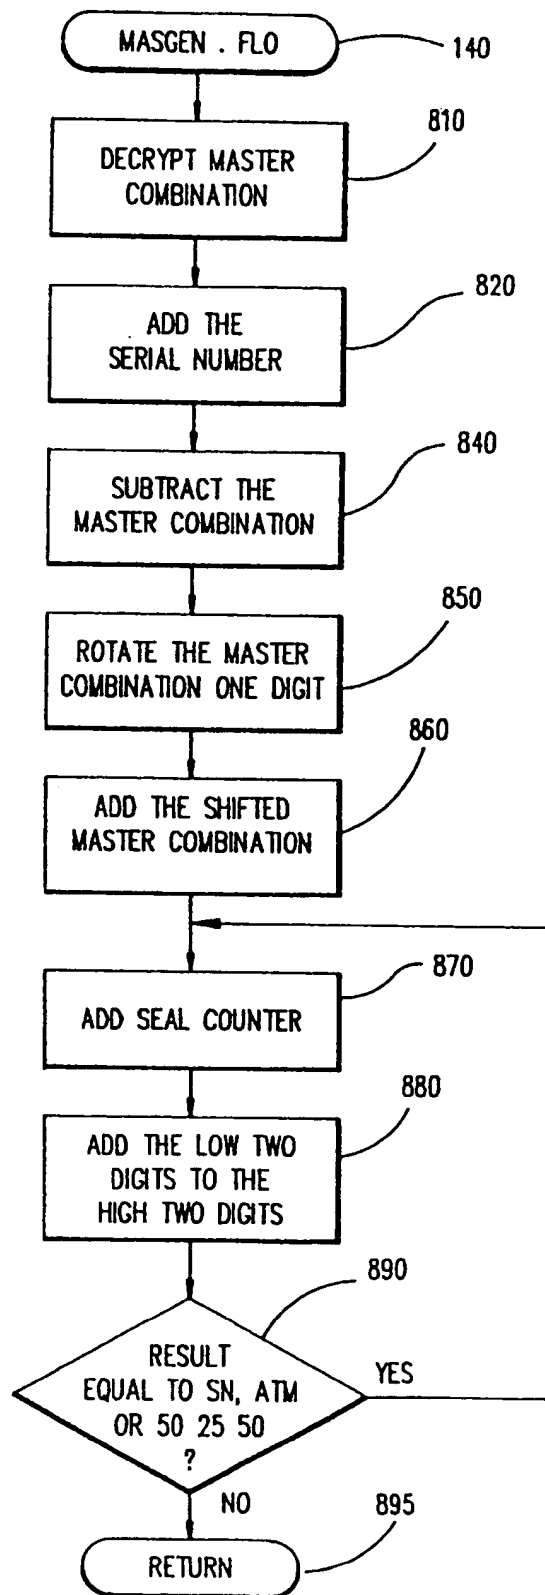 MASGEN . FLO
140
810
DECRYPT MASTER
COMBINATION
820
ADD THE
SERIAL NUMBER
840
SUBTRACT THE
MASTER COMBINATION
850
ROTATE THE MASTER
COMBINATION ONE DIGIT
860
ADD THE SHIFTED
MASTER COMBINATION
870
ADD SEAL COUNTER
880
ADD THE LOW TWO
DIGITS TO THE
HIGH TWO DIGITS
890
RESULT
EQUAL TO SN, ATM
OR 50 25 50
?
YES
NO
895
RETURN